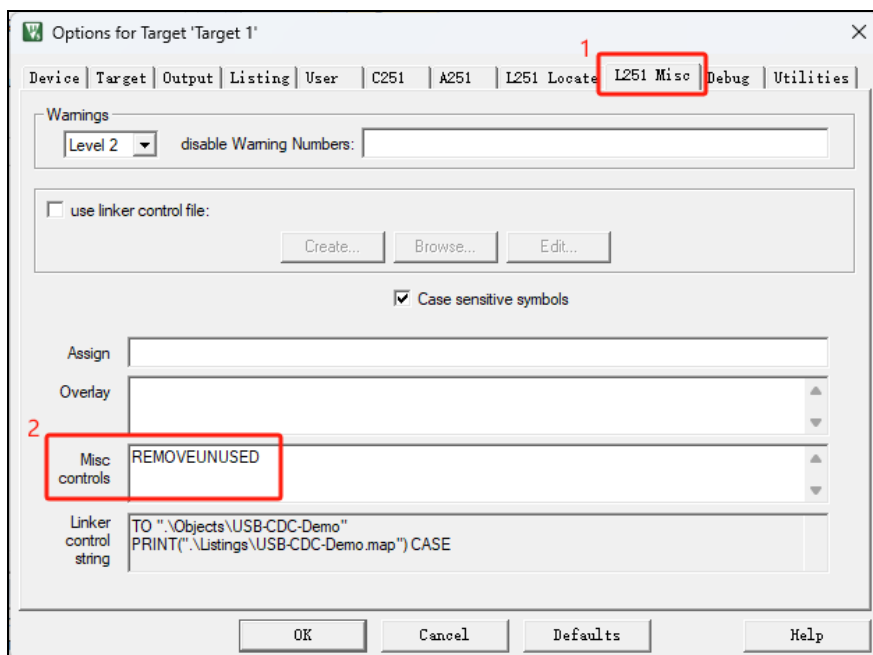 Options for Target 'Target 1'
1
Device | Target | Output | Listing | User | C251 | A251 | L251 Locate | L251 Misc | Debug | Utilities
Warnings
Level 2 disable Warning Numbers:
use linker control file:
Create... Browse... Edit...
Case sensitive symbols
Assign
Overlay
2
Misc controls
REMOVEUNUSED
Linker control string
TO ".\Objects\USB-CDC-Demo"
PRINT(".\Listings\USB-CDC-Demo.map") CASE
OK Cancel Defaults Help